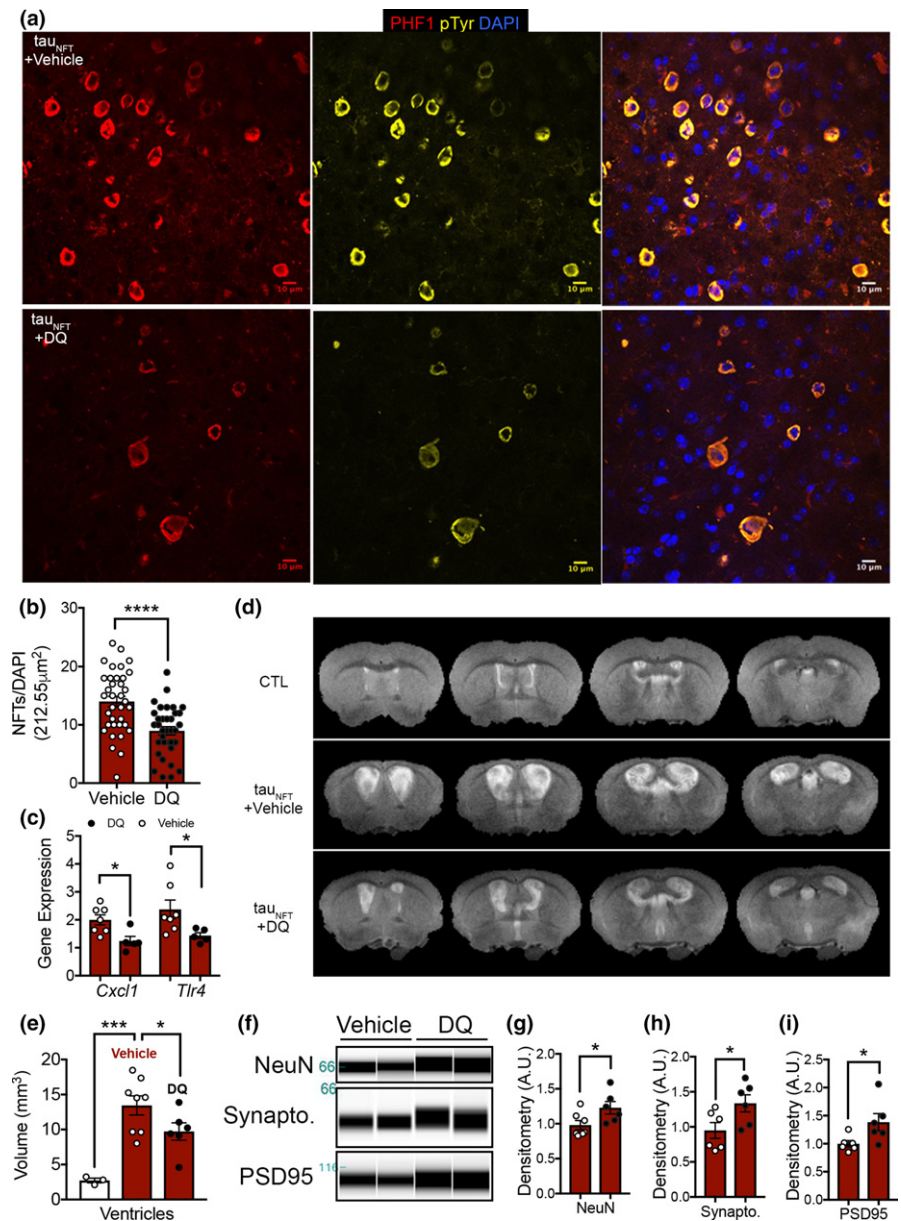 (a)
PHF1 pTyr DAPI
tauNFT
+Vehicle
10 µm
10 µm
10 µm
tauNFT
+DQ
10 µm
10 µm
10 µm
(b)
****
NFTs/DAPI
(212.55µm²)
30
20
10
0
Vehicle DQ
(c)
DQ Vehicle
Gene Expression
5
4
3
2
1
0
*
*
Cxcl1 Tlr4
(d)
CTL
tauNFT
+Vehicle
tauNFT
+DQ
(e)
*** *
Vehicle
DQ
Volume (mm³)
20
15
10
5
0
Ventricles
(f)
Vehicle DQ
NeuN
66
66
Synapto.
116
PSD95
(g)
Densitometry (A.U.)
2.0
1.5
1.0
0.5
0.0
*
NeuN
(h)
Densitometry (A.U.)
2.0
1.5
1.0
0.5
0.0
*
Synapto.
(i)
Densitometry (A.U.)
2.5
2.0
1.5
1.0
0.5
0.0
*
PSD95